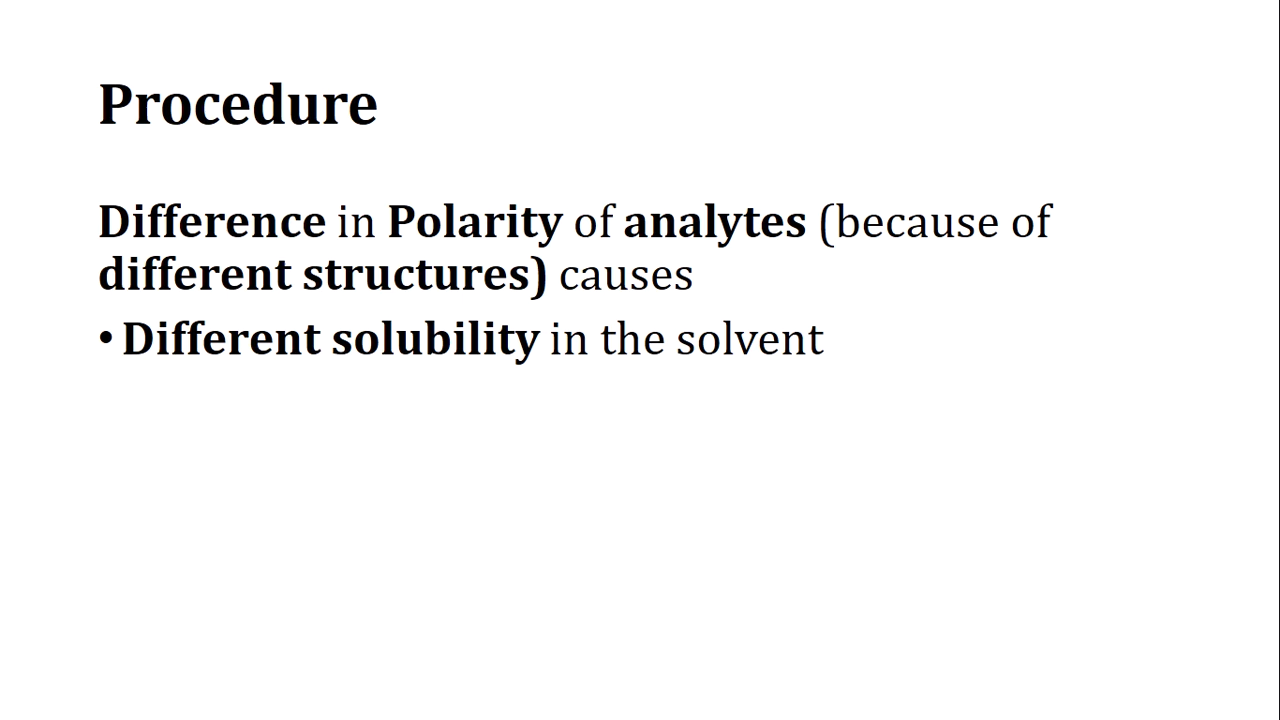 Procedure
Difference in Polarity of analytes (because of
different structures) causes
• Different solubility in the solvent